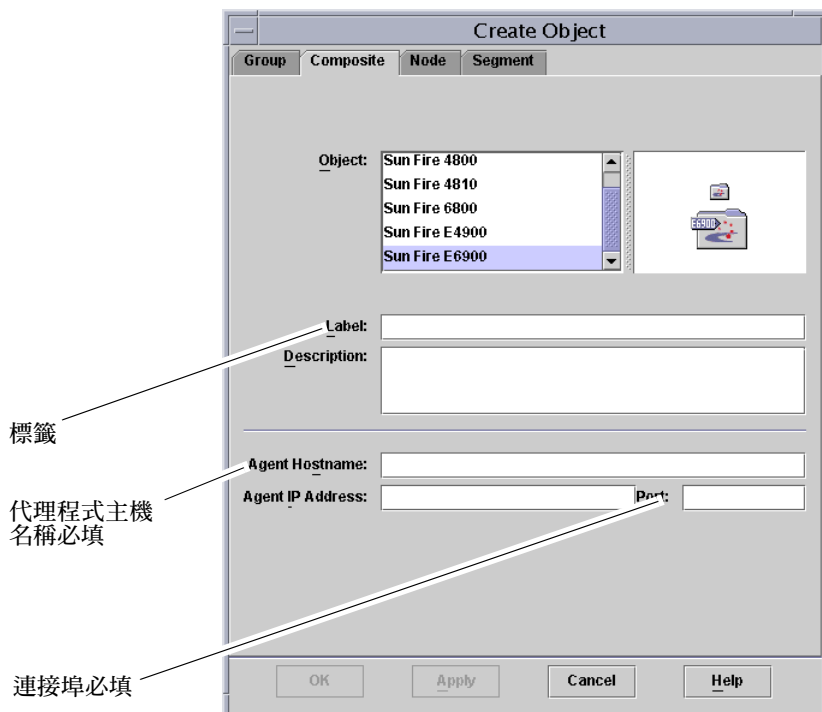 Create Object
Group Composite Node Segment
Object:
Sun Fire 4800
Sun Fire 4810
Sun Fire 6800
Sun Fire E4900
Sun Fire E6900
E6900
Label:
Description:
標籤
Agent Hostname:
Agent IP Address: Port:
代理程式主機
名稱必填
連接埠必填
OK Apply Cancel Help